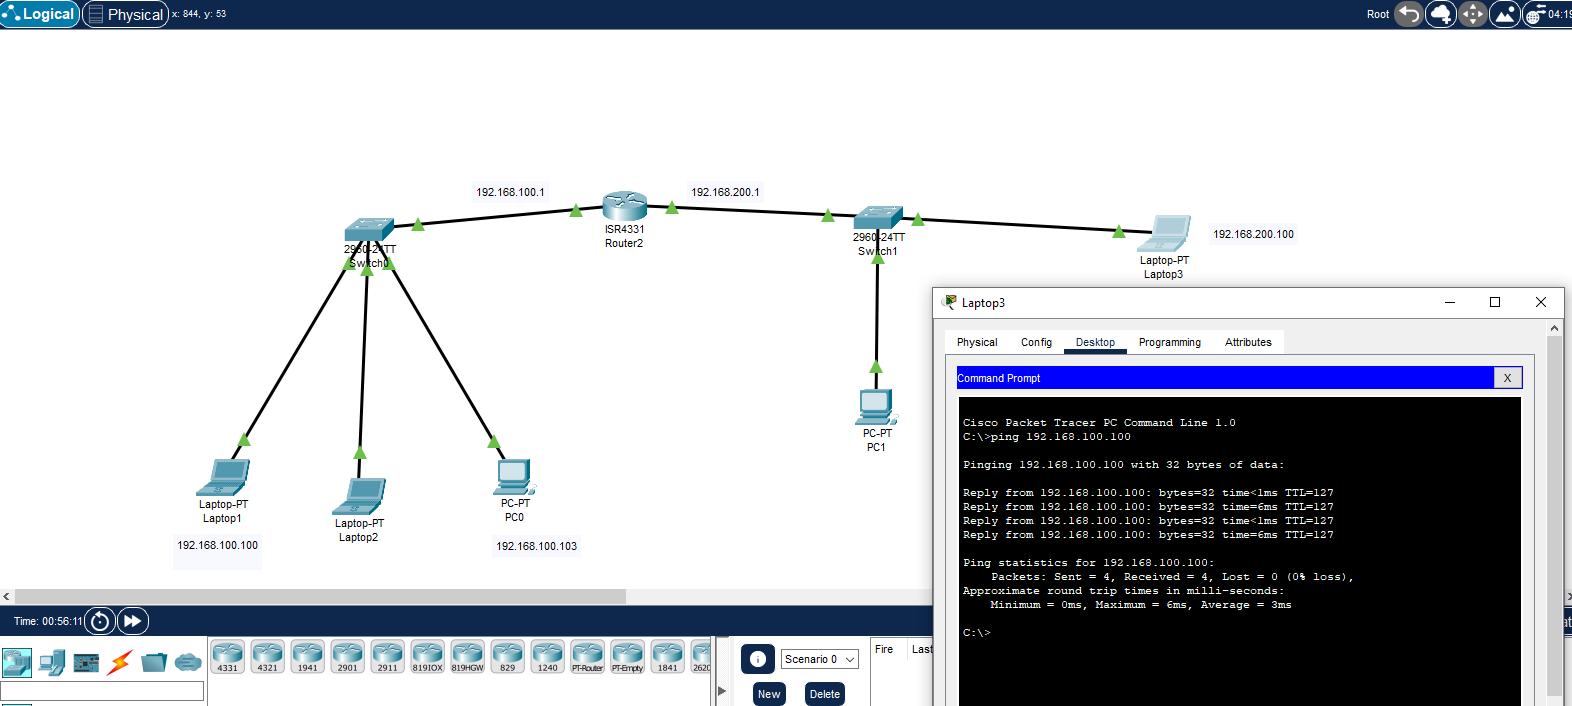 Logical
Physical
x: 844, y: 53
Root
192.168.100.1
192.168.200.1
ISR4331
Router2
2960-24TT
Switch0
2960-24TT
Switch1
192.168.200.100
Laptop-PT
Laptop3
PC-PT
PC1
Laptop-PT
Laptop1
192.168.100.100
Laptop-PT
Laptop2
PC-PT
PC0
192.168.100.103
Laptop3
Physical Config Desktop Programming Attributes
Command Prompt
X
Cisco Packet Tracer PC Command Line 1.0
C:\>ping 192.168.100.100
Pinging 192.168.100.100 with 32 bytes of data:
Reply from 192.168.100.100: bytes=32 time<1ms TTL=127
Reply from 192.168.100.100: bytes=32 time=6ms TTL=127
Reply from 192.168.100.100: bytes=32 time<1ms TTL=127
Reply from 192.168.100.100: bytes=32 time=6ms TTL=127
Ping statistics for 192.168.100.100:
Packets: Sent = 4, Received = 4, Lost = 0 (0% loss),
Approximate round trip times in milli-seconds:
Minimum = 0ms, Maximum = 6ms, Average = 3ms
C:\>
Time: 00:56:11
4331 4321 1941 2901 2911 819IOX 819HGW 829 1240 PT-Router PT-Empty 1841 2620
Scenario 0
New
Delete
Fire
Last